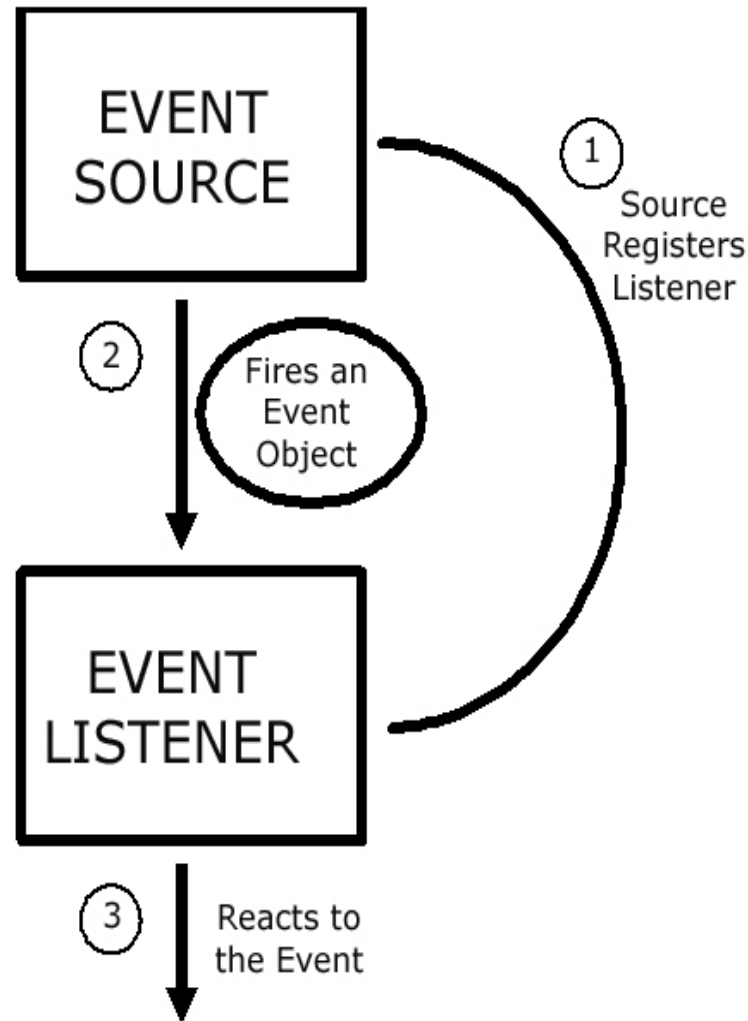 EVENT
SOURCE
1
Source
Registers
Listener
2
Fires an
Event
Object
EVENT
LISTENER
3
Reacts to
the Event